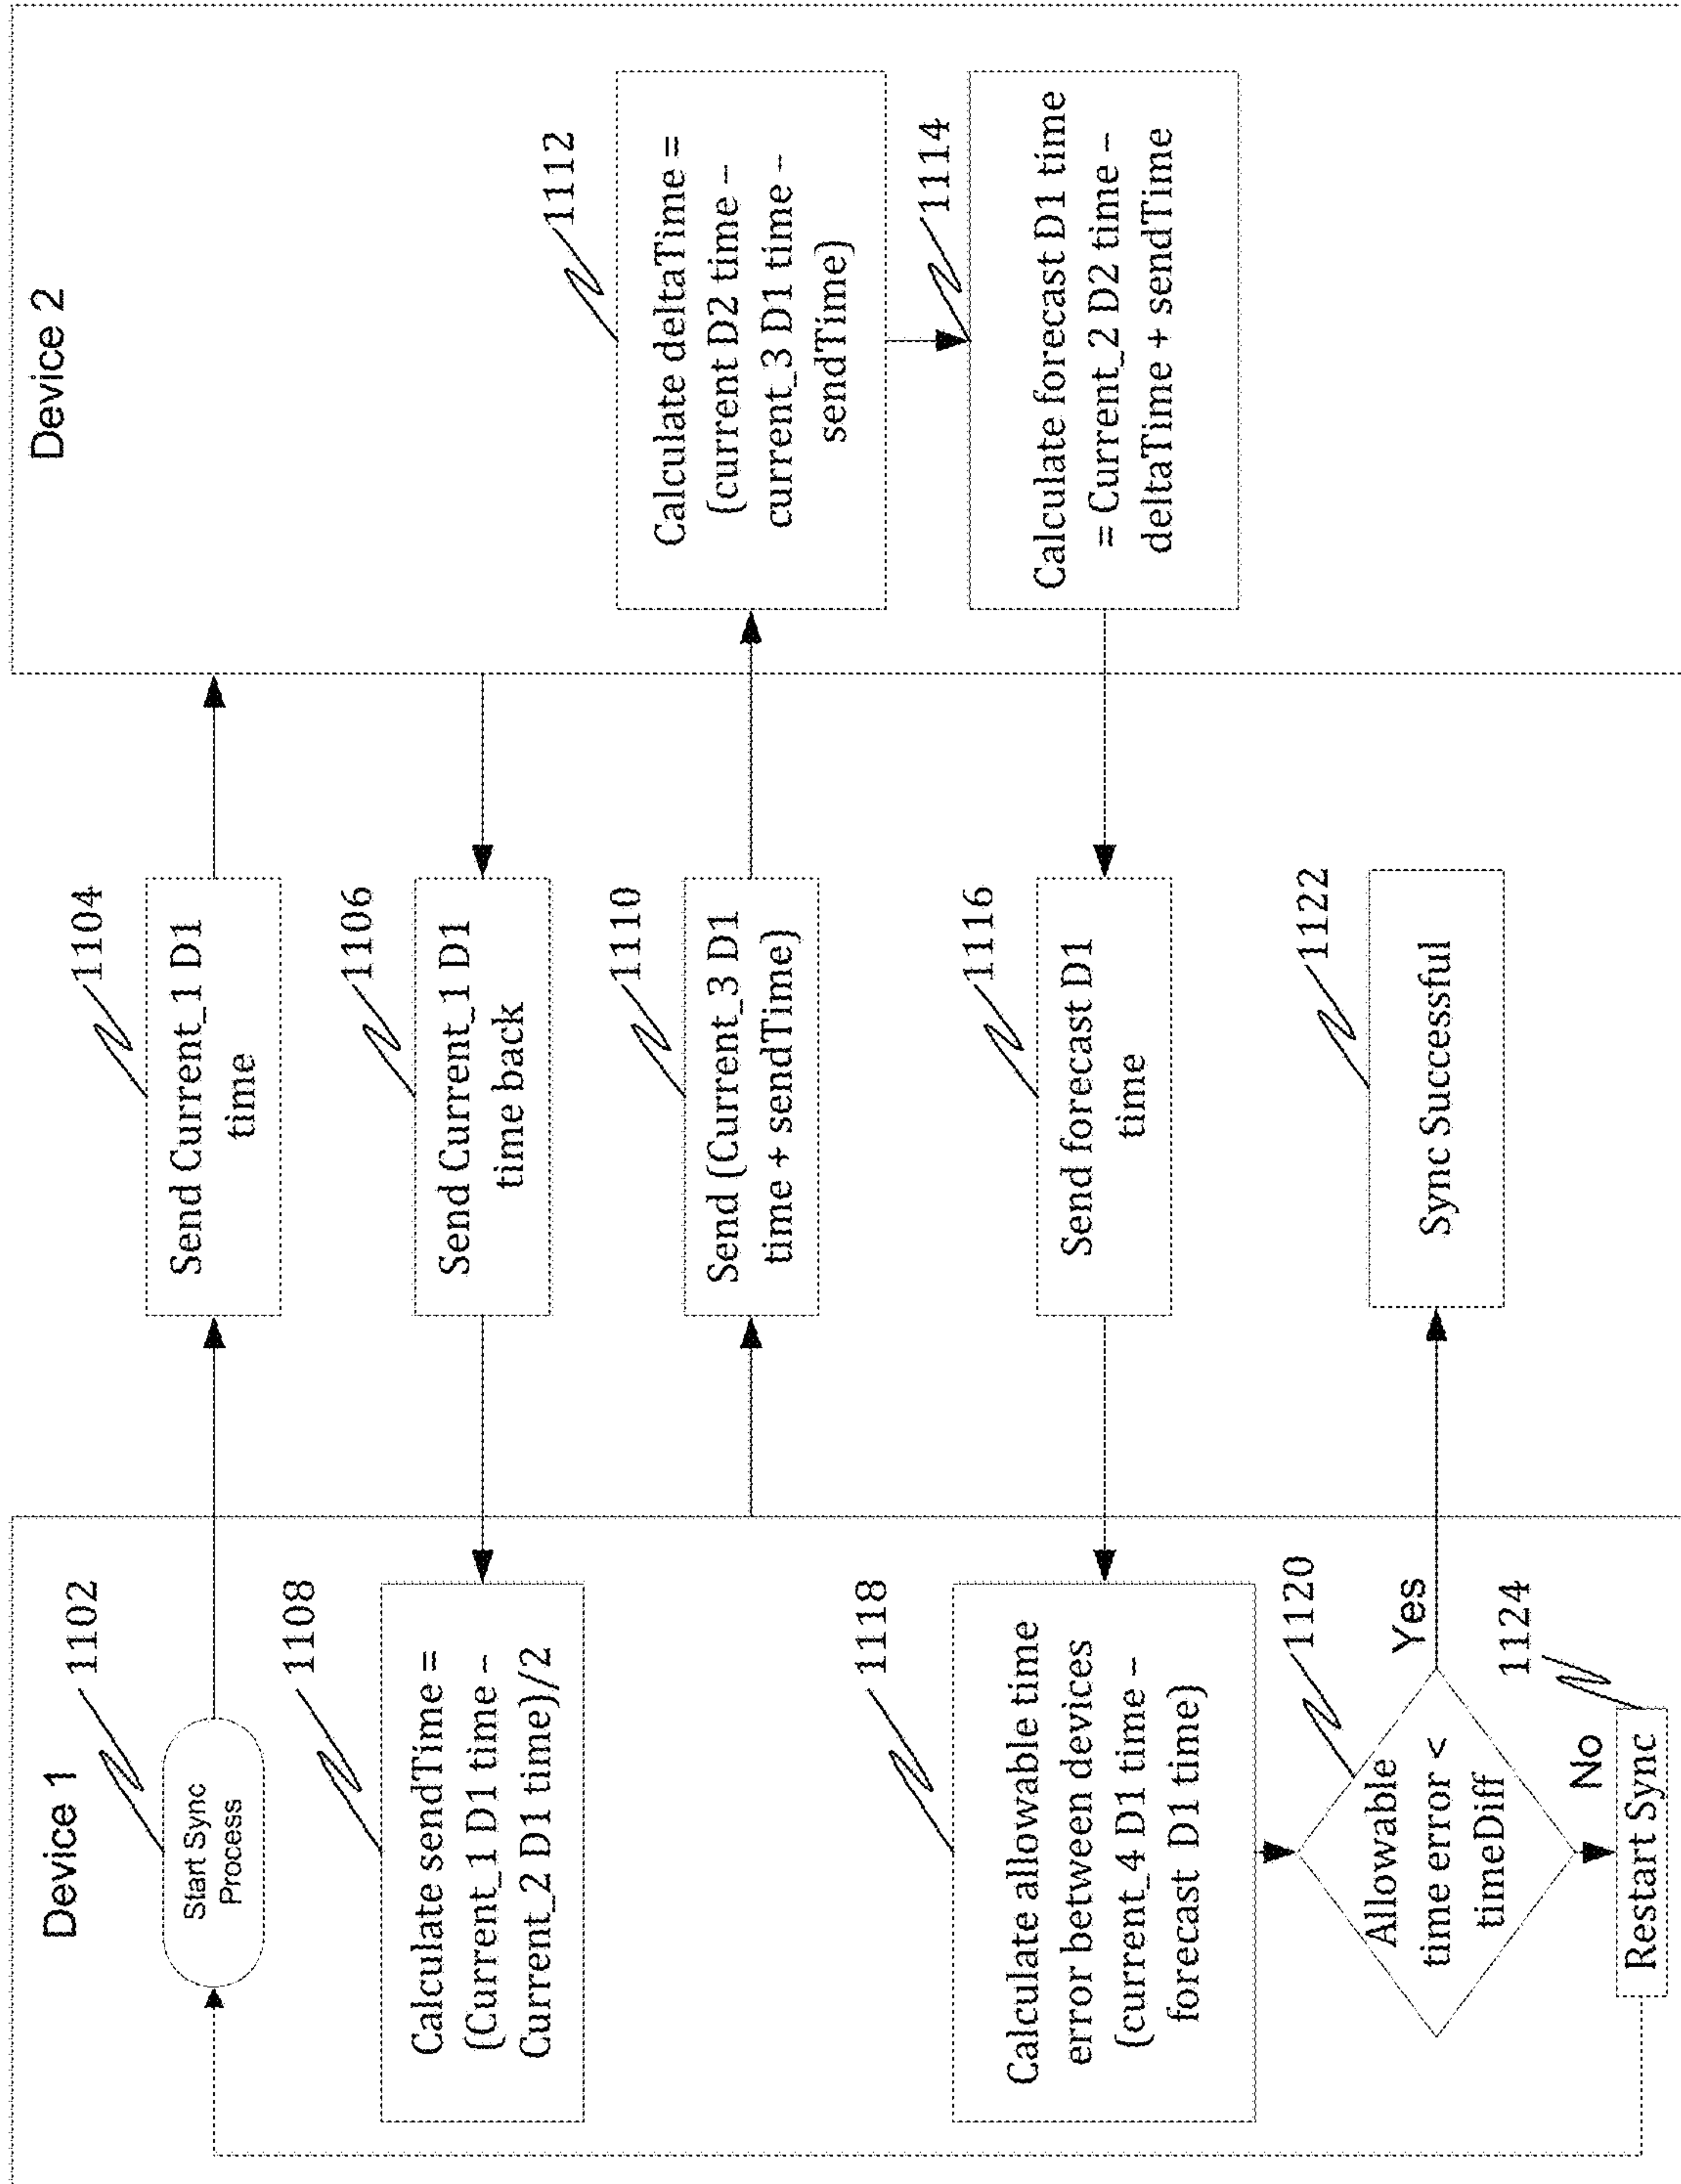 Device 1
Device 2
1102
Start Sync
Process
1104
Send Current_1 D1
time
1106
Send Current_1 D1
time back
1108
Calculate sendTime =
(Current_1 D1 time –
Current_2 D1 time)/2
1110
Send (Current_3 D1
time + sendTime)
1112
Calculate deltaTime =
(current D2 time –
current_3 D1 time –
sendTime)
1114
Calculate forecast D1 time
= Current_2 D2 time –
deltaTime + sendTime
1116
Send forecast D1
time
1118
Calculate allowable time
error between devices
(current_4 D1 time –
forecast D1 time)
1120
Allowable
time error <
timeDiff
Yes
1122
Sync Successful
No
1124
Restart Sync